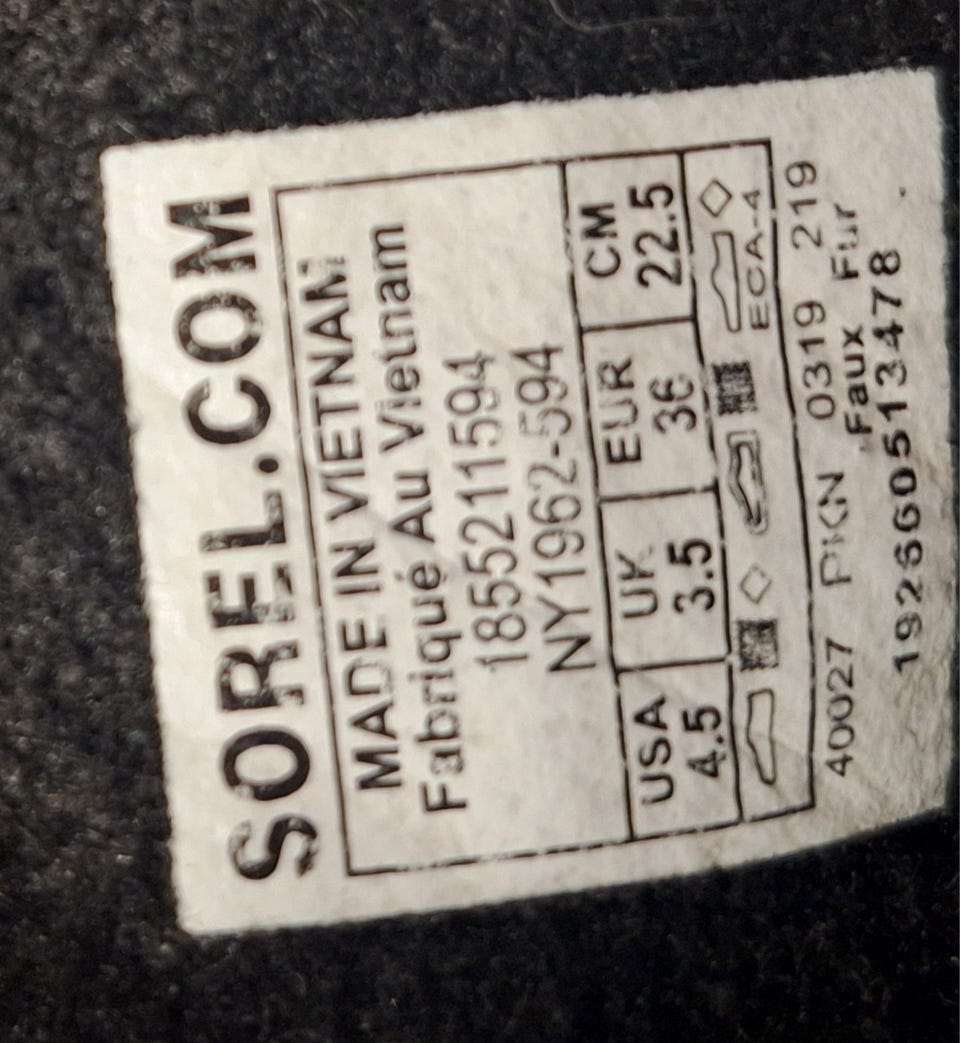 SOREL.COM
MADE IN VIETNAM
Fabriqué Au Vietnam
1855211594
NY1962-594
USA UK EUR CM
4.5 3.5 36 22.5
ECA-4
40027 PKN 0319 219
Faux Fur
192660513478